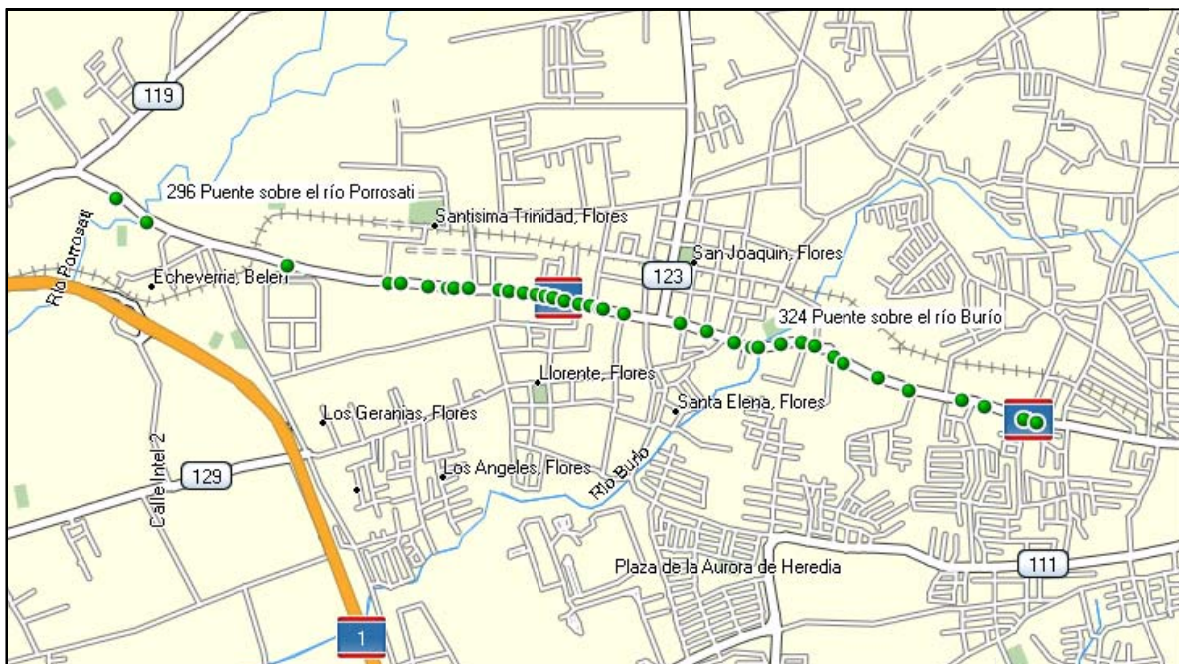 119
296 Puente sobre el río Porrosati
Santisima Trinidad, Flores
Río Porrosati
Echeverria, Belen
San Joaquin, Flores
123
324 Puente sobre el río Burío
Llorente, Flores
Santa Elena, Flores
Los Geranias, Flores
Calle Intel 2
129
Los Angeles, Flores
Río Burío
Plaza de la Aurora de Heredia
111
1